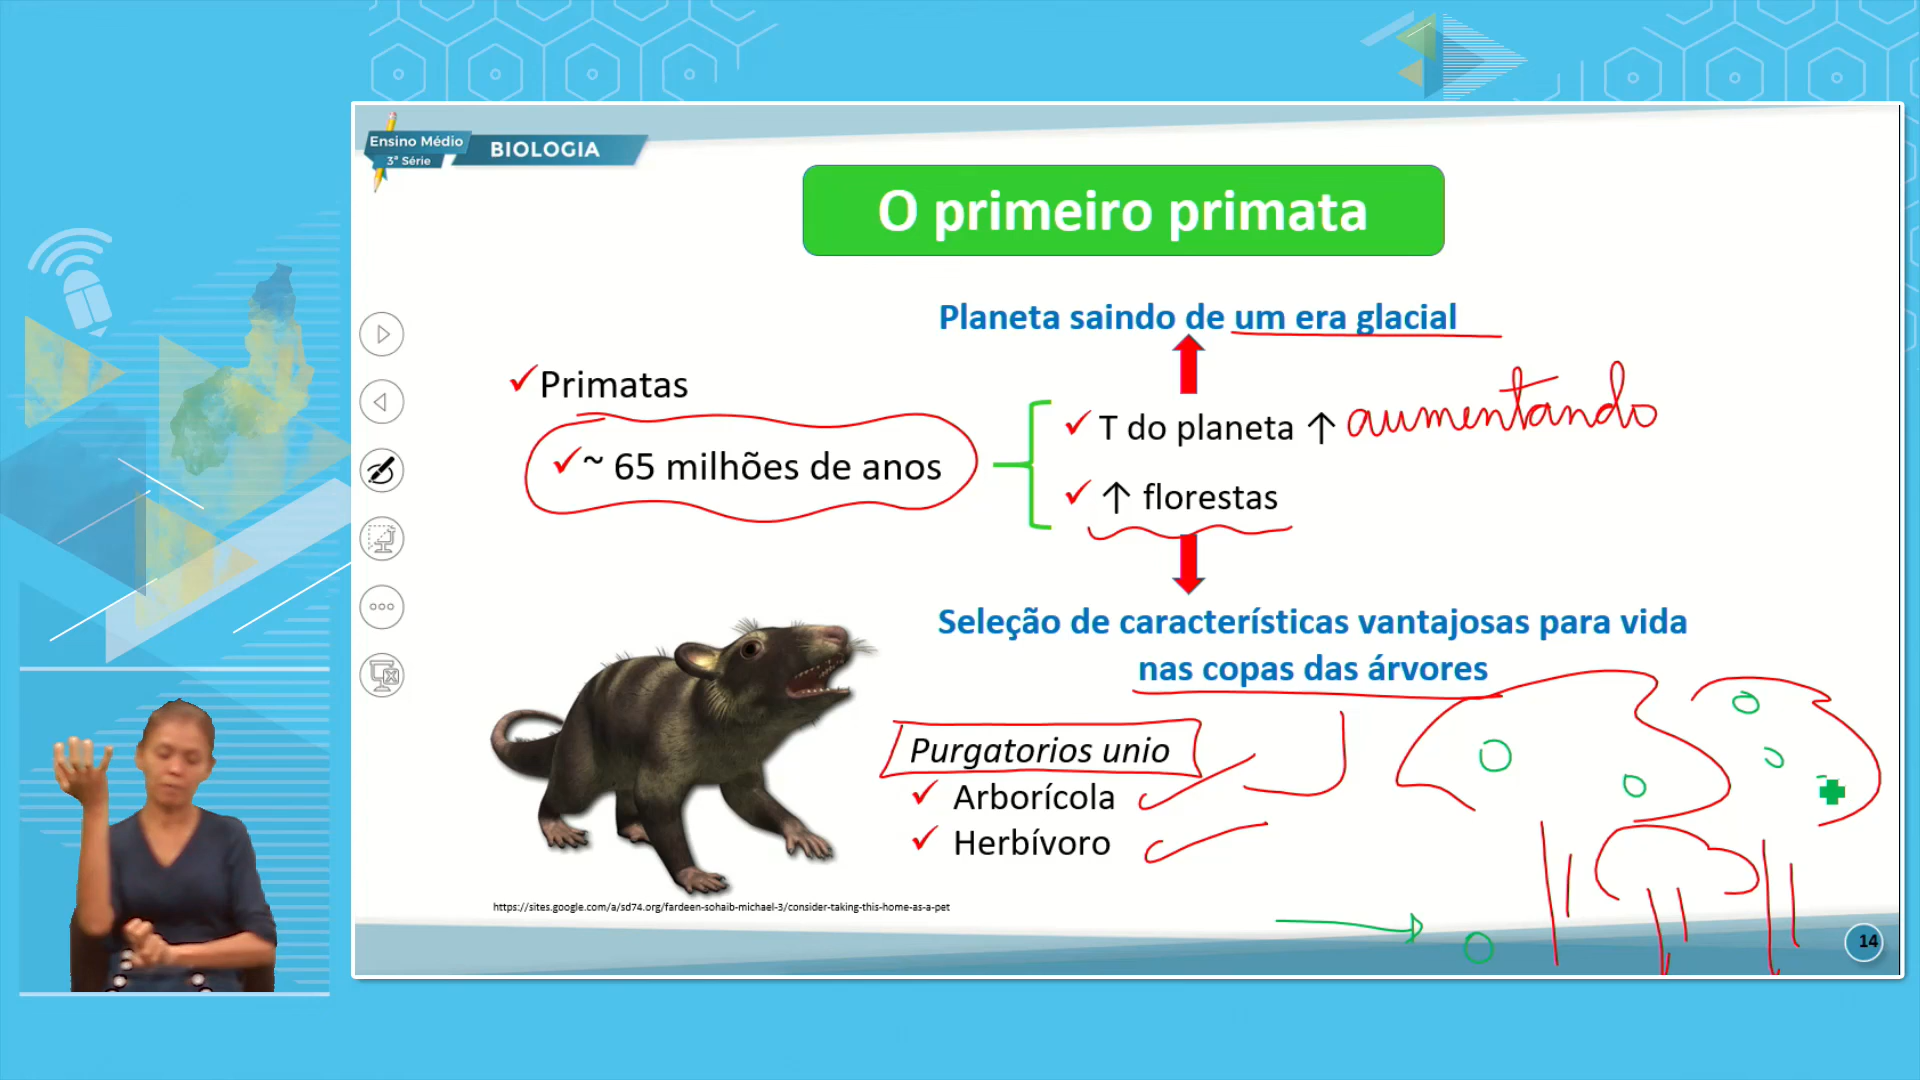 Ensino Médio
3ª Série
BIOLOGIA
O primeiro primata
Planeta saindo de um era glacial
Primatas
~ 65 milhões de anos
T do planeta ↑ aumentando
↑ florestas
Seleção de características vantajosas para vida
nas copas das árvores
Purgatorios unio
Arborícola
Herbívoro
https://sites.google.com/a/sd74.org/fardeen-sohaib-michael-3/consider-taking-this-home-as-a-pet
14